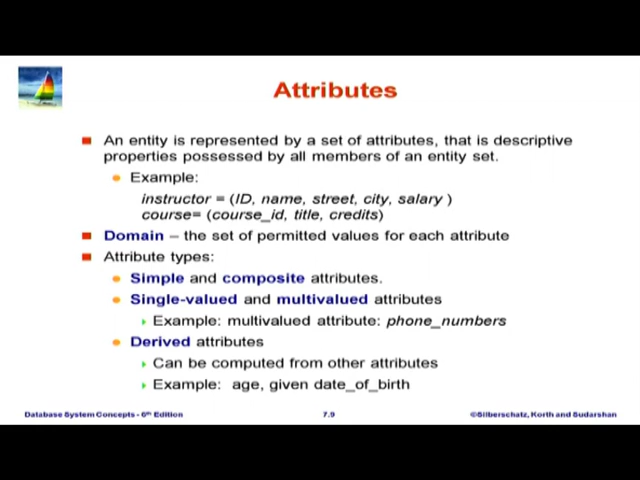 Attributes
An entity is represented by a set of attributes, that is descriptive
properties possessed by all members of an entity set.
Example:
instructor = (ID, name, street, city, salary )
course= (course_id, title, credits)
Domain – the set of permitted values for each attribute
Attribute types:
Simple and composite attributes.
Single-valued and multivalued attributes
Example: multivalued attribute: phone_numbers
Derived attributes
Can be computed from other attributes
Example: age, given date_of_birth
Database System Concepts - 6th Edition
7.9
©Silberschatz, Korth and Sudarshan